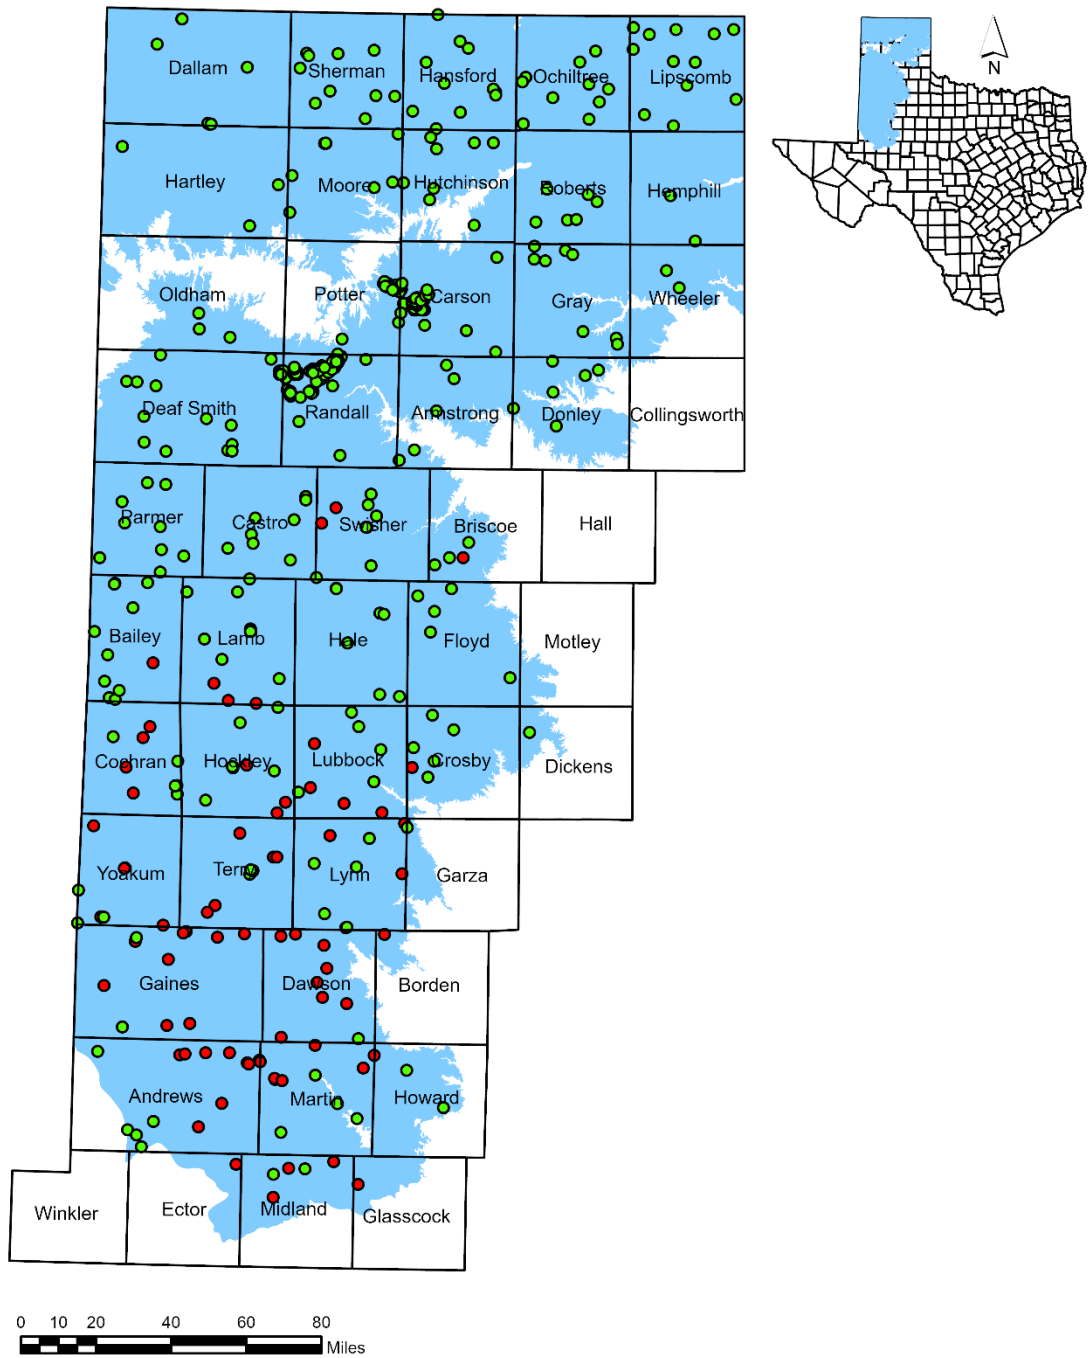 Dallam
Sherman
Hansford
Ochiltree
Lipscomb
N
Hartley
Moore
Hutchinson
Roberts
Hemphill
Oldham
Potter
Carson
Gray
Wheeler
Deaf Smith
Randall
Armstrong
Donley
Collingsworth
Parmer
Castro
Swisher
Briscoe
Hall
Bailey
Lamb
Hale
Floyd
Motley
Cochran
Hockley
Lubbock
Crosby
Dickens
Yoakum
Terry
Lynn
Garza
Gaines
Dawson
Borden
Andrews
Martin
Howard
Winkler
Ector
Midland
Glasscock
0 10 20 40 60 80
Miles